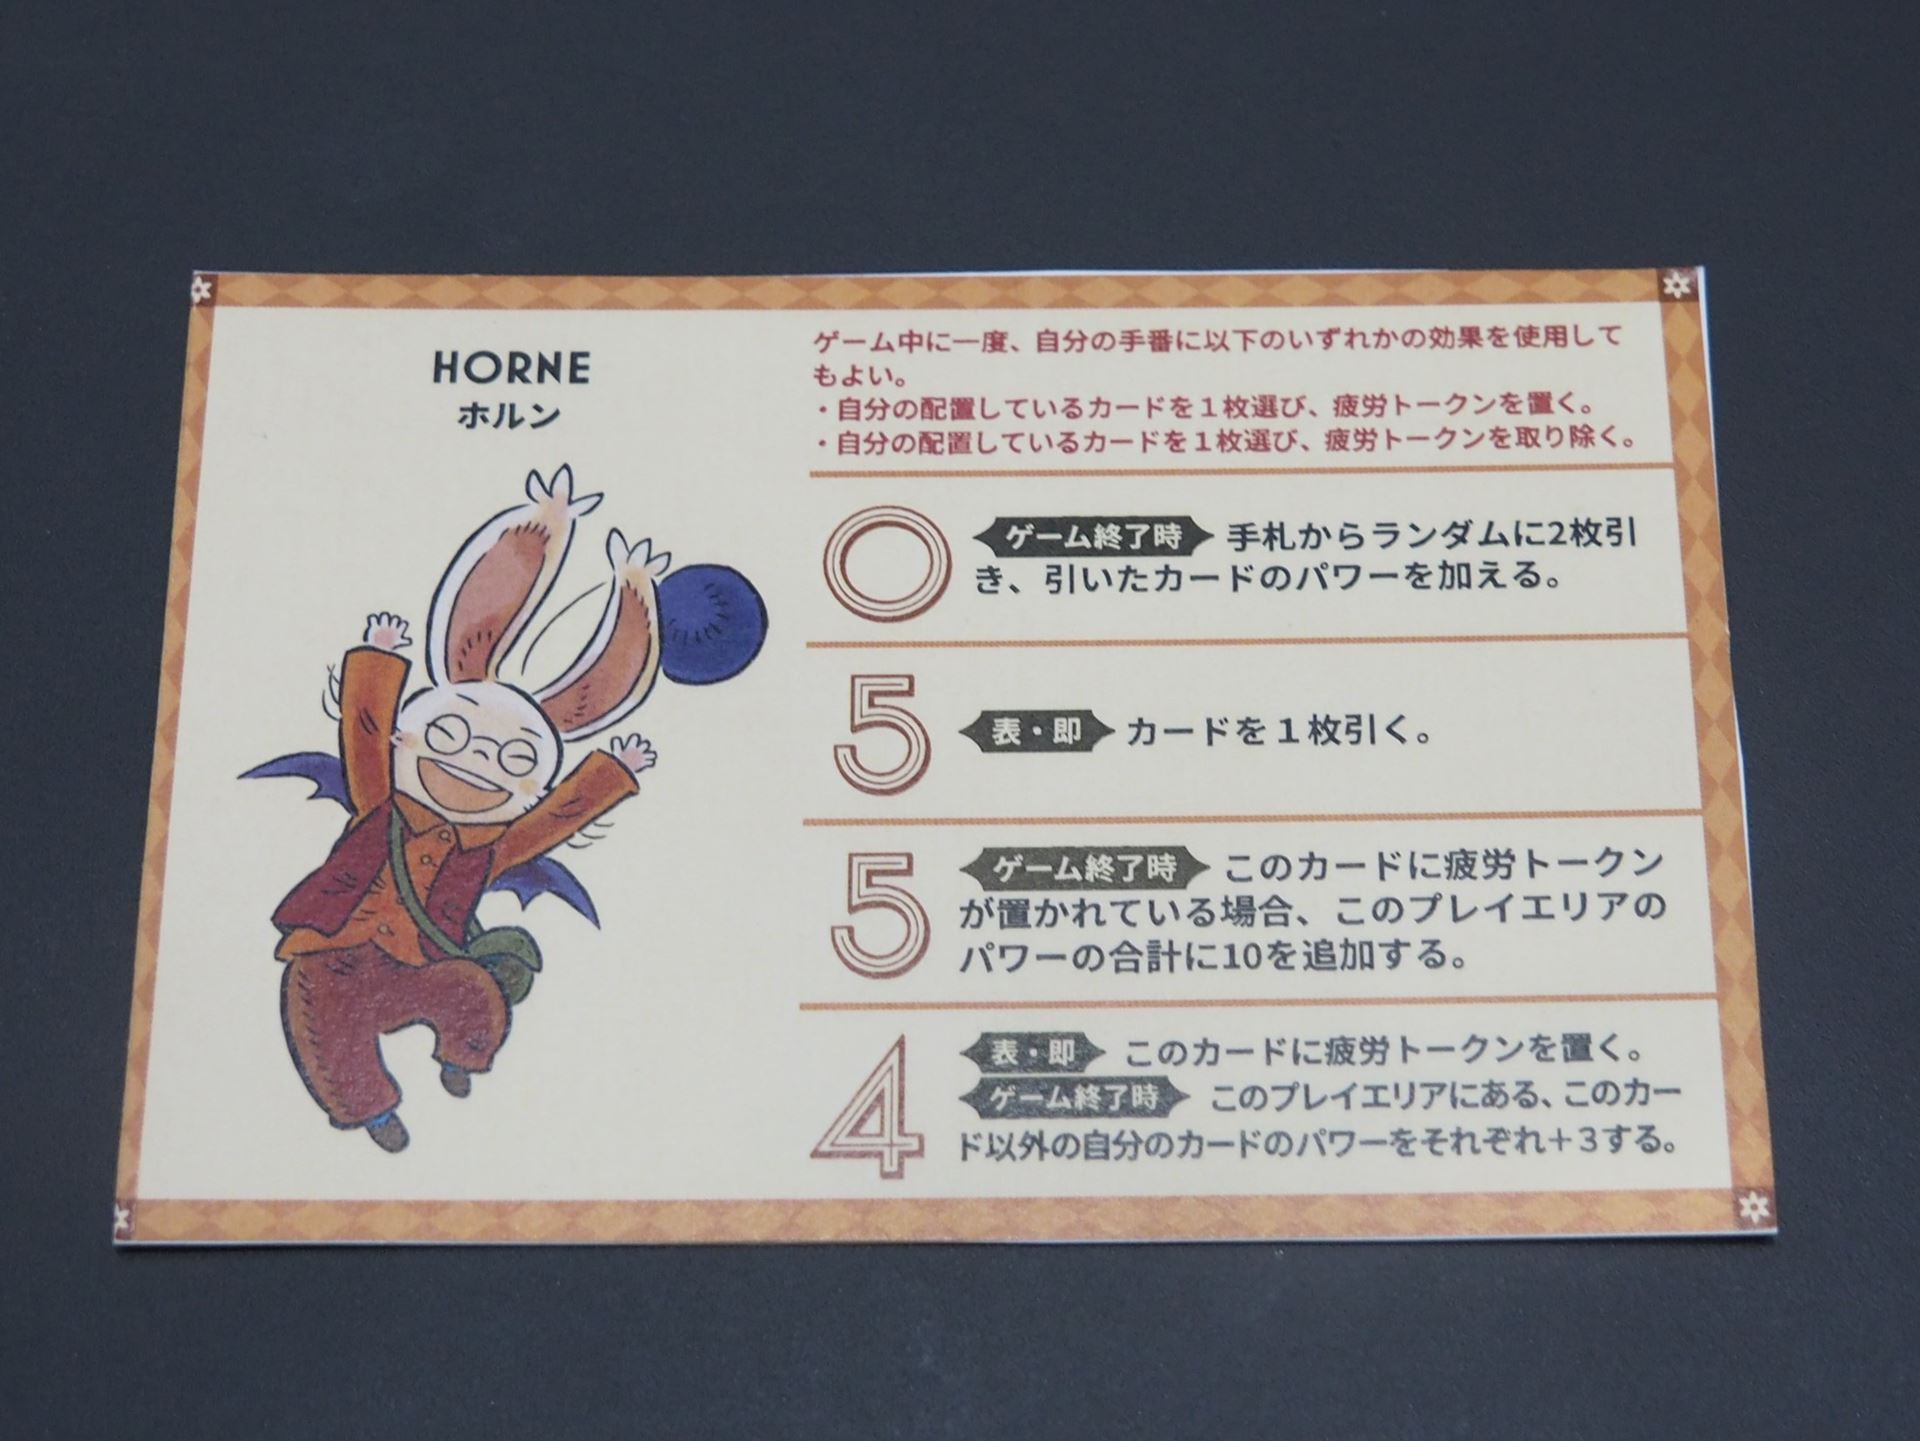 HORNE
ホルン
ゲーム中に一度、自分の手番に以下のいずれかの効果を使用して
もよい。
・自分の配置しているカードを1枚選び、疲労トークンを置く。
・自分の配置しているカードを1枚選び、疲労トークンを取り除く。
0
ゲーム終了時 手札からランダムに2枚引
き、引いたカードのパワーを加える。
5
表・即 カードを1枚引く。
5
ゲーム終了時 このカードに疲労トークン
が置かれている場合、このプレイエリアの
パワーの合計に10を追加する。
4
表・即 このカードに疲労トークンを置く。
ゲーム終了時 このプレイエリアにある、このカー
ド以外の自分のカードのパワーをそれぞれ+3する。